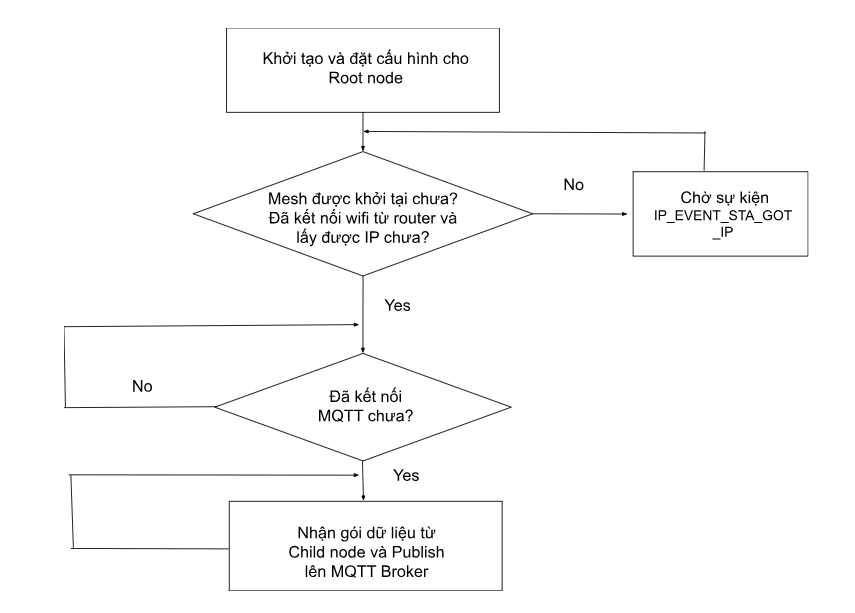 Khởi tạo và đặt cấu hình cho
Root node
Mesh được khởi tại chưa?
Đã kết nối wifi từ router và
lấy được IP chưa?
No
Chờ sự kiện
IP_EVENT_STA_GOT
_IP
Yes
No
Đã kết nối
MQTT chưa?
Yes
Nhận gói dữ liệu từ
Child node và Publish
lên MQTT Broker